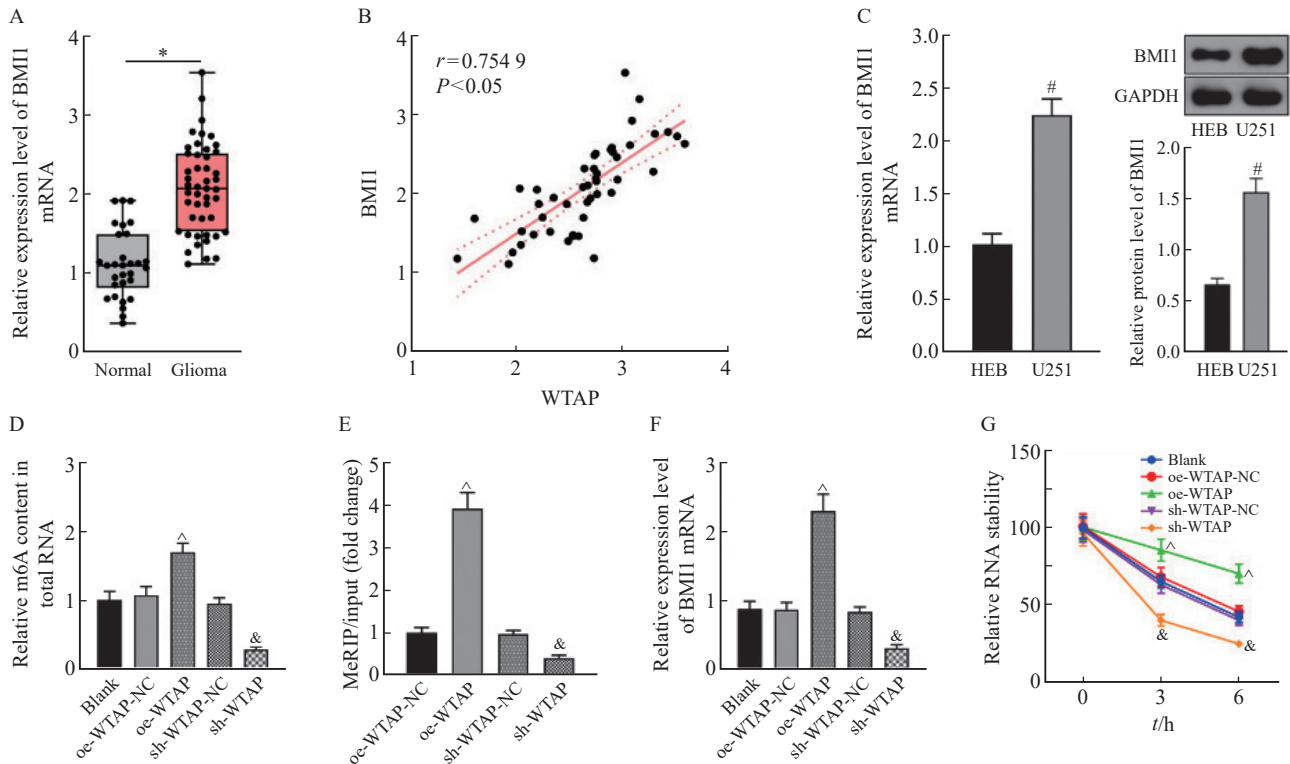 A
Relative expression level of BMI1
mRNA
4
3
2
1
0
*
Normal Glioma
B
r=0.754 9
P<0.05
BMI1
4
3
2
1
0
1 2 3 4
WTAP
C
Relative expression level of BMI1
mRNA
3.0
2.5
2.0
1.5
1.0
0.5
0
#
HEB U251
BMI1
GAPDH
HEB U251
Relative protein level of BMI1
2.0
1.5
1.0
0.5
0
#
HEB U251
D
Relative m6A content in
total RNA
3
2
1
0
^
&
Blank
oe-WTAP-NC
oe-WTAP
sh-WTAP-NC
sh-WTAP
E
MeRIP/input (fold change)
5
4
3
2
1
0
^
&
oe-WTAP-NC
oe-WTAP
sh-WTAP-NC
sh-WTAP
F
Relative expression level
of BMI1 mRNA
3
2
1
0
^
&
Blank
oe-WTAP-NC
oe-WTAP
sh-WTAP-NC
sh-WTAP
G
Relative RNA stability
150
100
50
0
Blank
oe-WTAP-NC
oe-WTAP
sh-WTAP-NC
sh-WTAP
^
^
&
&
0 3 6
t/h